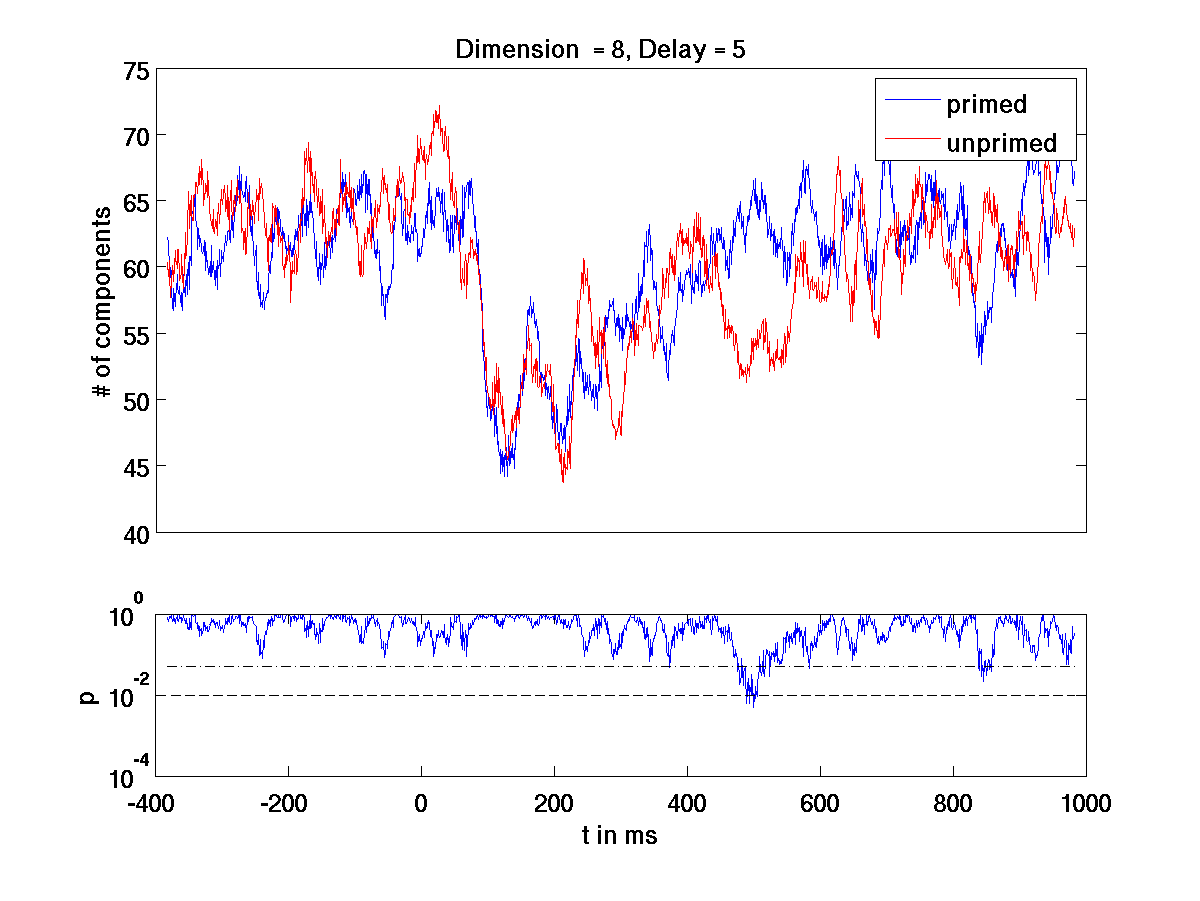 Dimension = 8, Delay = 5
75
70
65
60
55
50
45
40
# of components
primed
unprimed
10^0
10^-2
10^-4
p
-400 -200 0 200 400 600 800 1000
t in ms